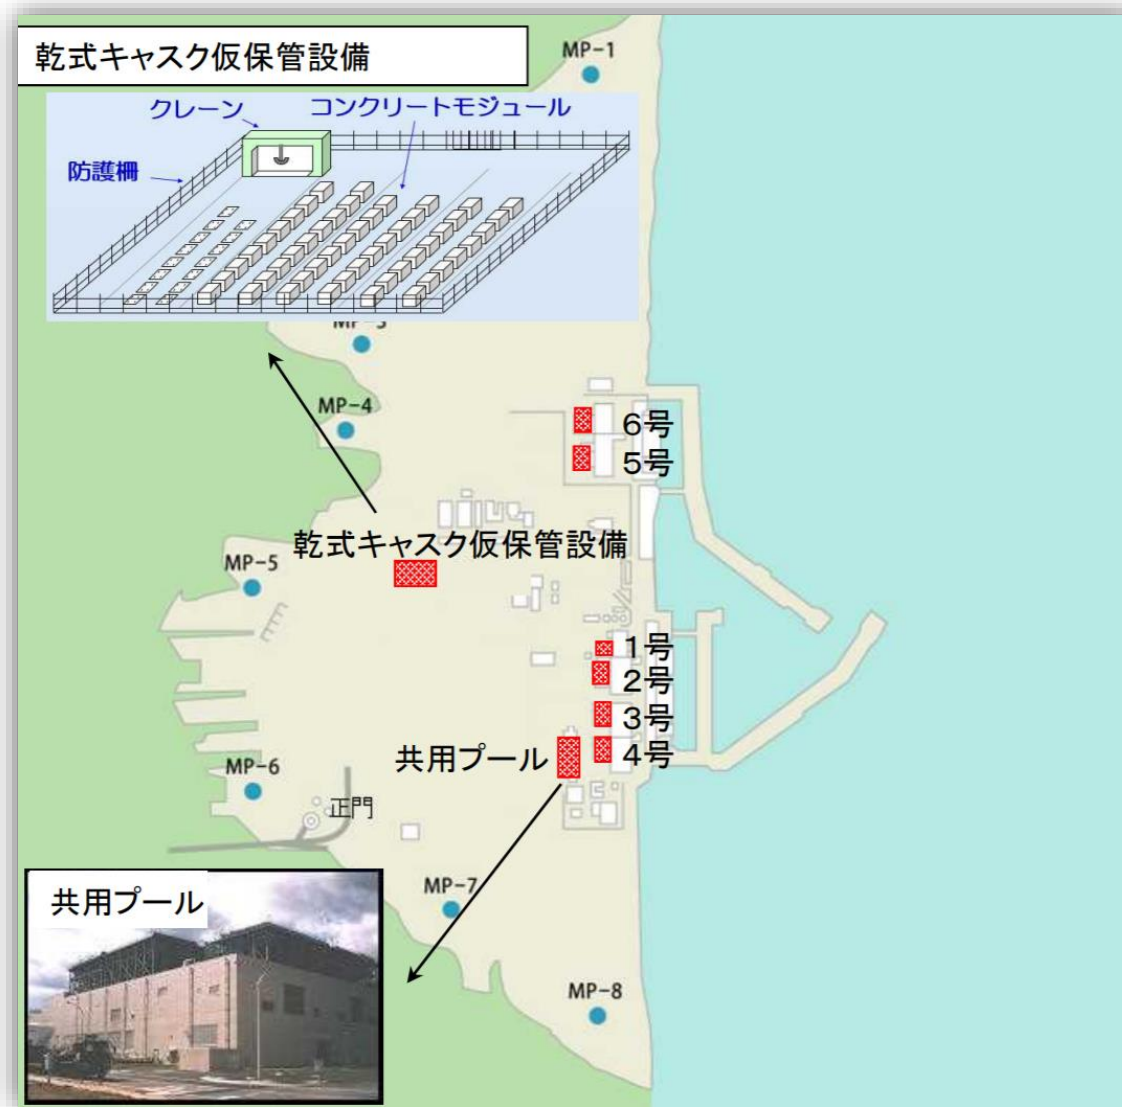 乾式キャスク仮保管設備
MP-1
クレーン
コンクリートモジュール
防護柵
MP-3
MP-4
6号
5号
乾式キャスク仮保管設備
MP-5
1号
2号
3号
共用プール
4号
MP-6
正門
MP-7
共用プール
MP-8